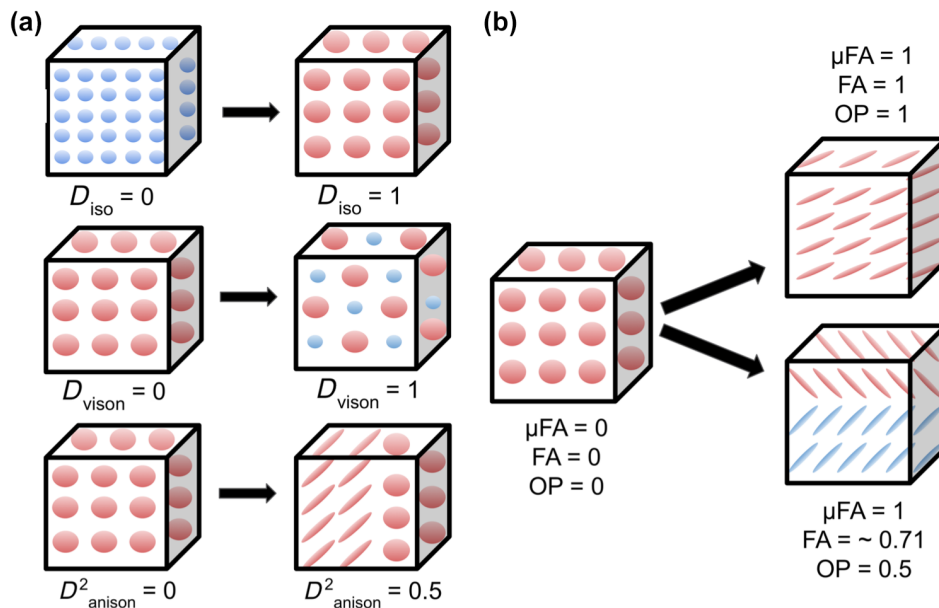 (a)
D_iso = 0
D_iso = 1
D_vison = 0
D_vison = 1
D²_anison = 0
D²_anison = 0.5
(b)
µFA = 0
FA = 0
OP = 0
µFA = 1
FA = 1
OP = 1
µFA = 1
FA = ~ 0.71
OP = 0.5